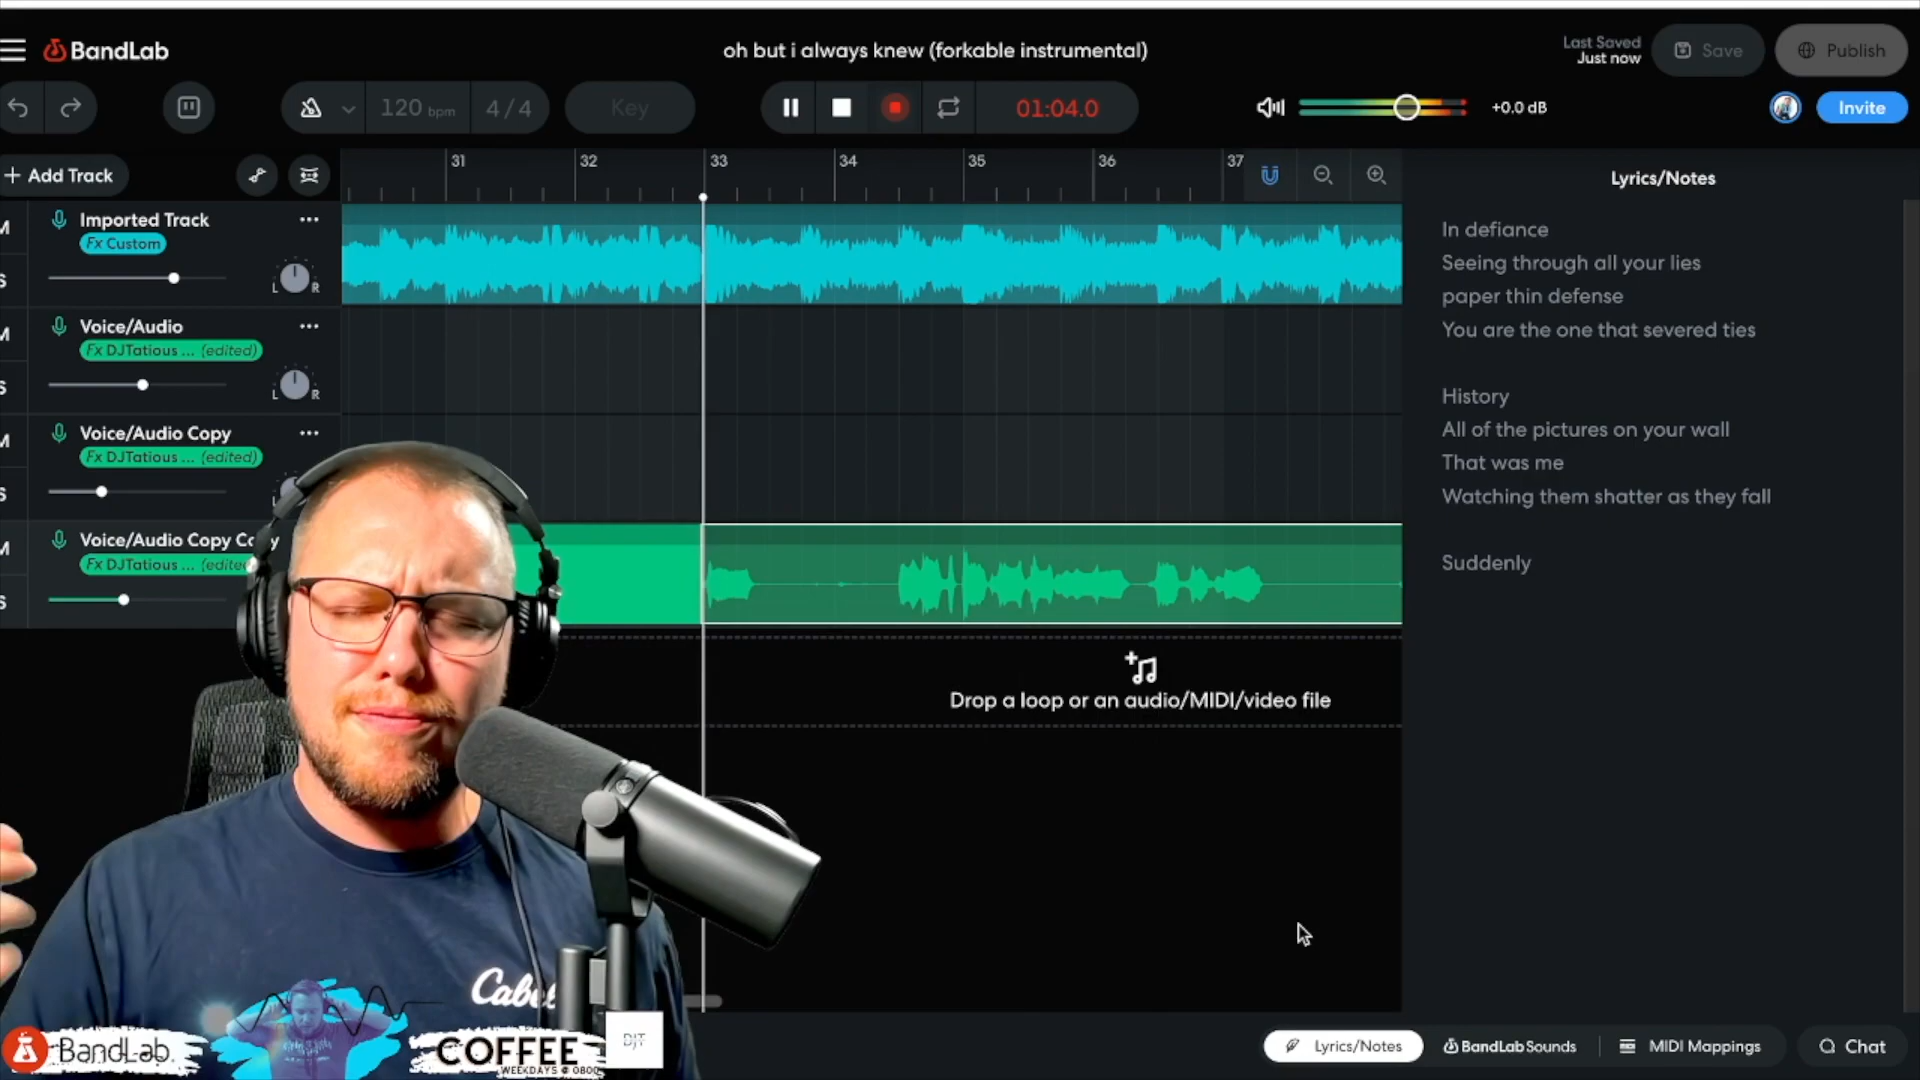 BandLab
oh but i always knew (forkable instrumental)
Last Saved
Just now
Save
Publish
120 bpm
4 / 4
Key
01:04.0
+0.0 dB
Invite
+ Add Track
31
32
33
34
35
36
37
Lyrics/Notes
M
Imported Track
Fx Custom
S
L
R
M
Voice/Audio
Fx DJTatious ... (edited)
S
L
R
M
Voice/Audio Copy
Fx DJTatious ... (edited)
S
L
M
Voice/Audio Copy Copy
Fx DJTatious ...
S
In defiance
Seeing through all your lies
paper thin defense
You are the one that severed ties
History
All of the pictures on your wall
That was me
Watching them shatter as they fall
Suddenly
Drop a loop or an audio/MIDI/video file
BandLab
COFFEE
WEEKDAYS @ 0800
DJT
Lyrics/Notes
BandLab Sounds
MIDI Mappings
Chat